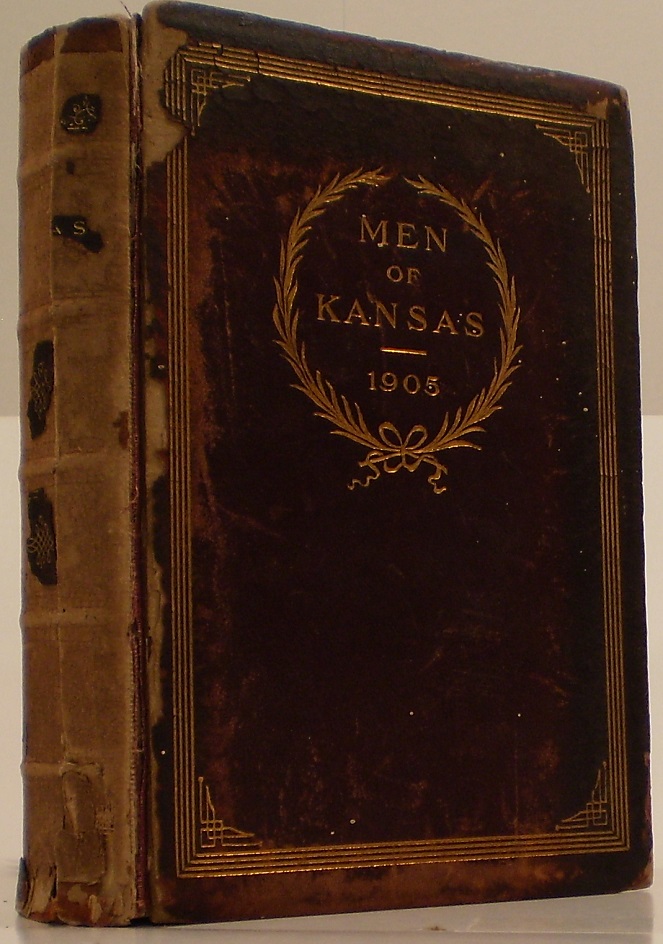 MEN
OF
KANSAS
1905
S